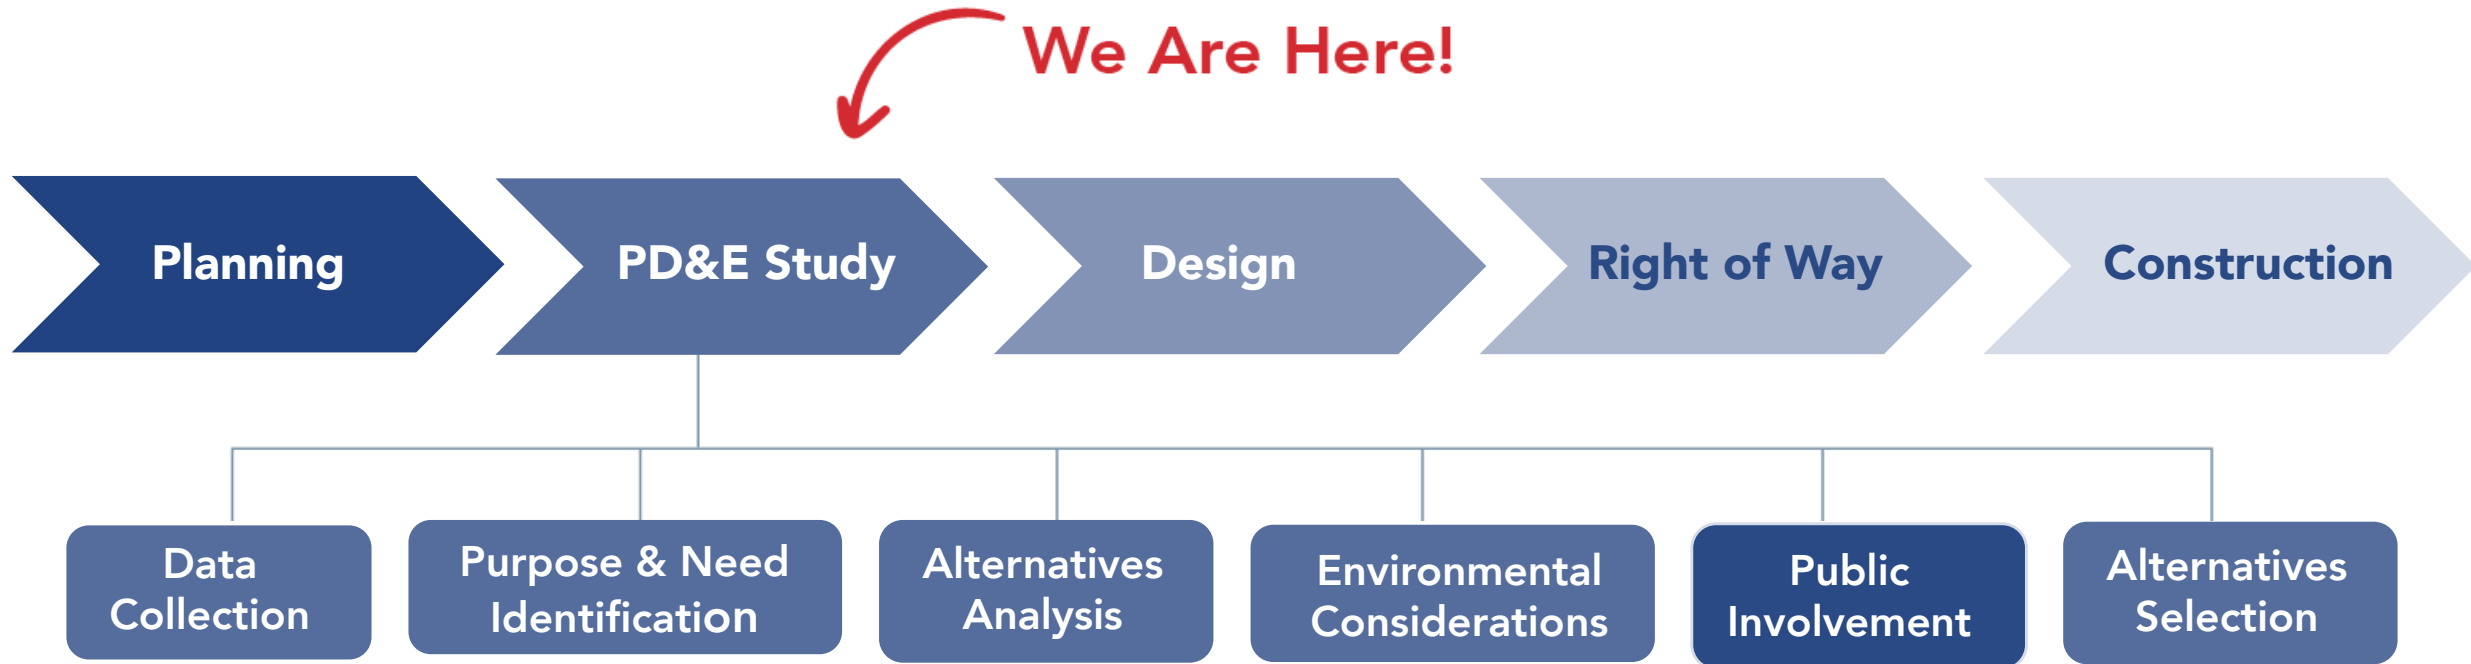 We Are Here!
Planning
PD&E Study
Design
Right of Way
Construction
Data
Collection
Purpose & Need
Identification
Alternatives
Analysis
Environmental
Considerations
Public
Involvement
Alternatives
Selection